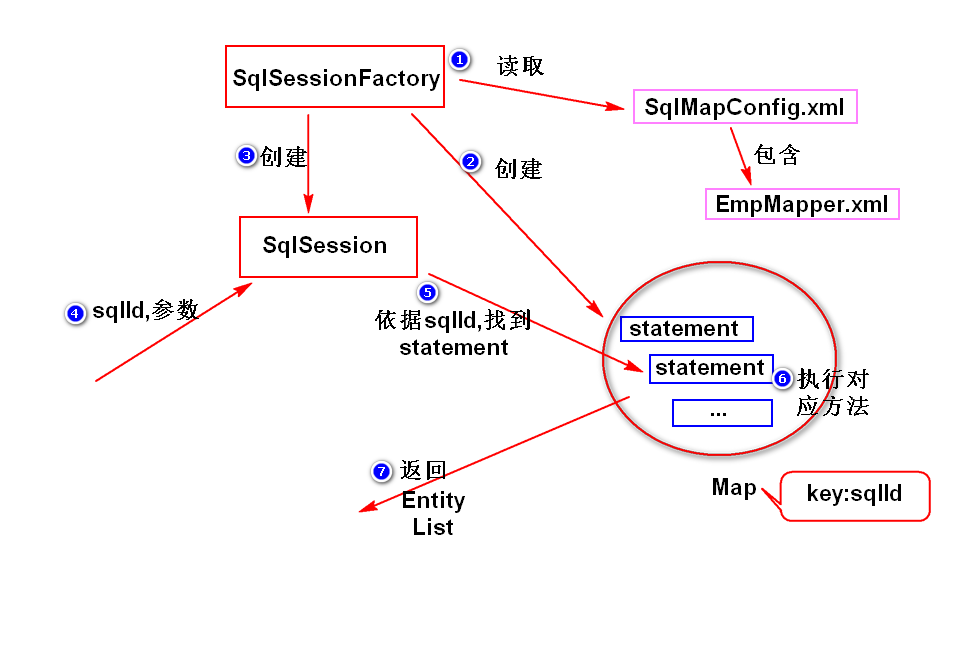 SqlSessionFactory
1 读取
SqlMapConfig.xml
包含
EmpMapper.xml
3 创建
2 创建
SqlSession
4 sqlId,参数
5
依据sqlId,找到
statement
statement
statement
...
6 执行对
应方法
7 返回
Entity
List
Map
key:sqlId